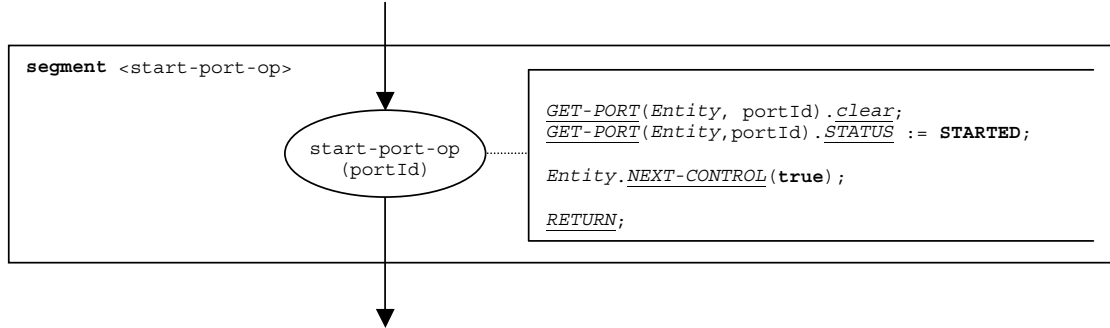 segment <start-port-op>
start-port-op
(portId)
GET-PORT(Entity, portId).clear;
GET-PORT(Entity,portId).STATUS := STARTED;
Entity.NEXT-CONTROL(true);
RETURN;